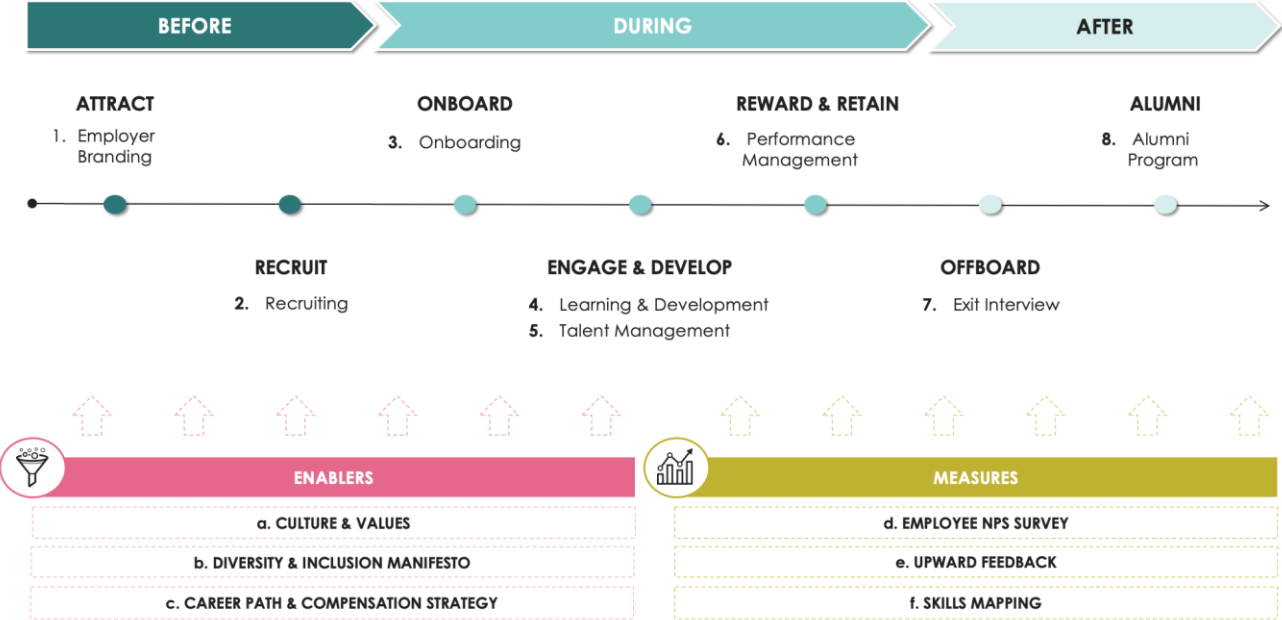 BEFORE
DURING
AFTER
ATTRACT
1. Employer
Branding
ONBOARD
3. Onboarding
REWARD & RETAIN
6. Performance
Management
ALUMNI
8. Alumni
Program
RECRUIT
2. Recruiting
ENGAGE & DEVELOP
4. Learning & Development
5. Talent Management
OFFBOARD
7. Exit Interview
ENABLERS
a. CULTURE & VALUES
b. DIVERSITY & INCLUSION MANIFESTO
c. CAREER PATH & COMPENSATION STRATEGY
MEASURES
d. EMPLOYEE NPS SURVEY
e. UPWARD FEEDBACK
f. SKILLS MAPPING